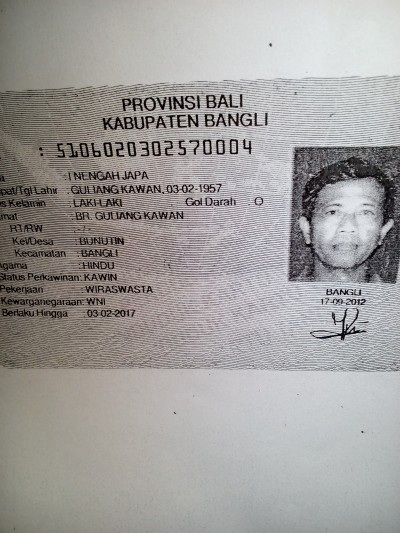 PROVINSI BALI
KABUPATEN BANGLI
: 5106020302570004
a : I NENGAH JAPA
pat/Tgl Lahir : GULIANG KAWAN, 03-02-1957
s Kelamin : LAKI-LAKI Gol Darah O
mat : BR. GULIANG KAWAN
RT/RW : -/-
Kel/Desa : BUNUTIN
Kecamatan : BANGLI
Agama : HINDU
Status Perkawinan: KAWIN
Pekerjaan : WIRASWASTA
Kewarganegaraan: WNI
Berlaku Hingga : 03-02-2017
BANGLI
17-09-2012